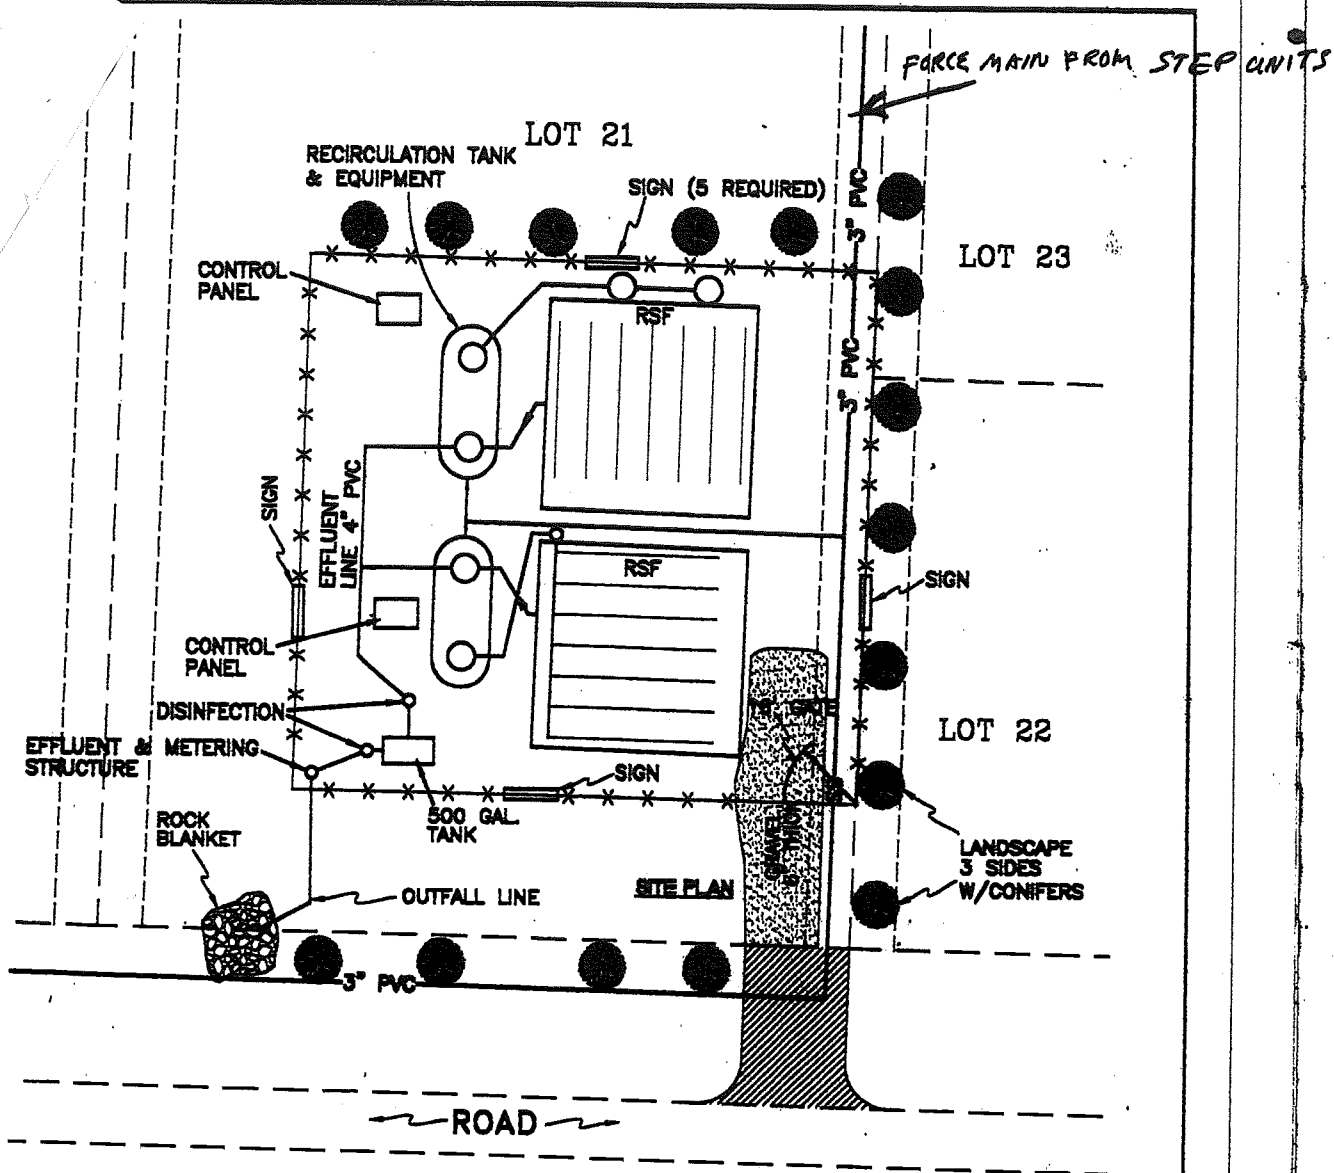 FORCE MAIN FROM STEP UNITS
LOT 21
RECIRCULATION TANK
& EQUIPMENT
SIGN (5 REQUIRED)
3" PVC
LOT 23
CONTROL
PANEL
RSF
3" PVC
SIGN
EFFLUENT
LINE 4" PVC
RSF
SIGN
CONTROL
PANEL
DISINFECTION
LOT 22
EFFLUENT & METERING
STRUCTURE
SIGN
500 GAL.
TANK
ROCK
BLANKET
GRAVEL
6" THICK
LANDSCAPE
3 SIDES
W/CONIFERS
SITE PLAN
OUTFALL LINE
3" PVC
ROAD